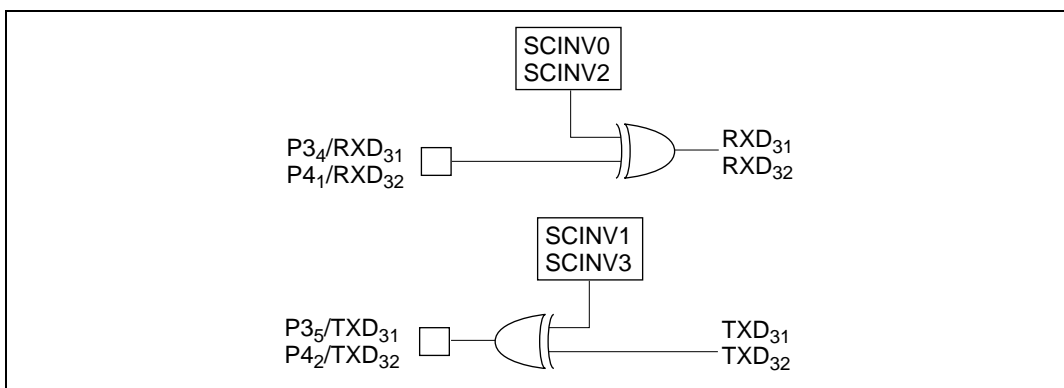 SCINV0
SCINV2
P3₄/RXD₃₁
P4₁/RXD₃₂
RXD₃₁
RXD₃₂
SCINV1
SCINV3
P3₅/TXD₃₁
P4₂/TXD₃₂
TXD₃₁
TXD₃₂